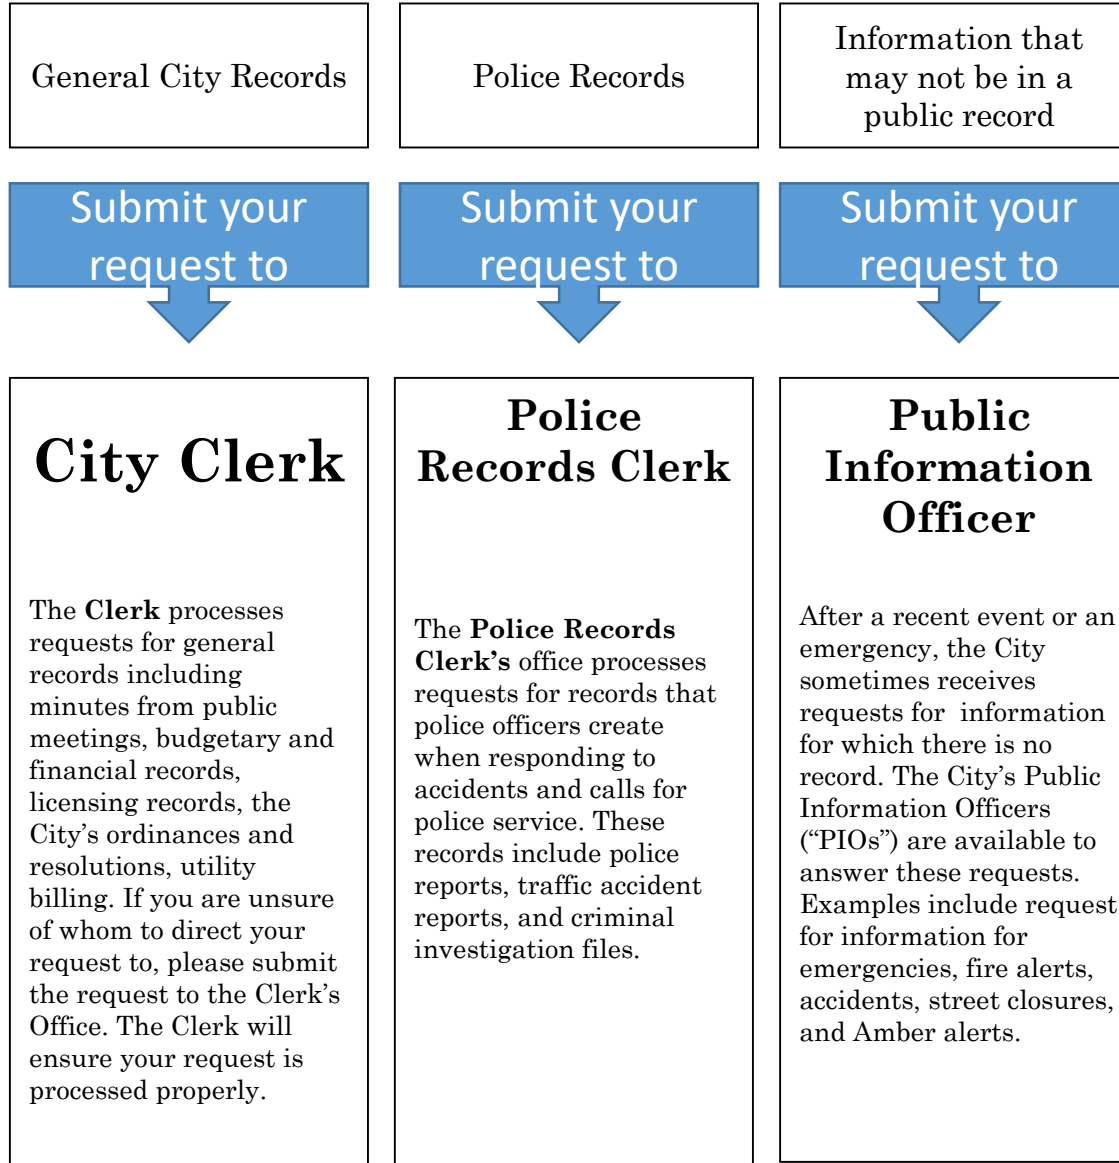 General City Records
Police Records
Information that
may not be in a
public record
Submit your
request to
Submit your
request to
Submit your
request to
City Clerk
The Clerk processes
requests for general
records including
minutes from public
meetings, budgetary and
financial records,
licensing records, the
City’s ordinances and
resolutions, utility
billing. If you are unsure
of whom to direct your
request to, please submit
the request to the Clerk’s
Office. The Clerk will
ensure your request is
processed properly.
Police
Records Clerk
The Police Records
Clerk’s office processes
requests for records that
police officers create
when responding to
accidents and calls for
police service. These
records include police
reports, traffic accident
reports, and criminal
investigation files.
Public
Information
Officer
After a recent event or an
emergency, the City
sometimes receives
requests for  information
for which there is no
record. The City’s Public
Information Officers
(“PIOs”) are available to
answer these requests.
Examples include request
for information for
emergencies, fire alerts,
accidents, street closures,
and Amber alerts.